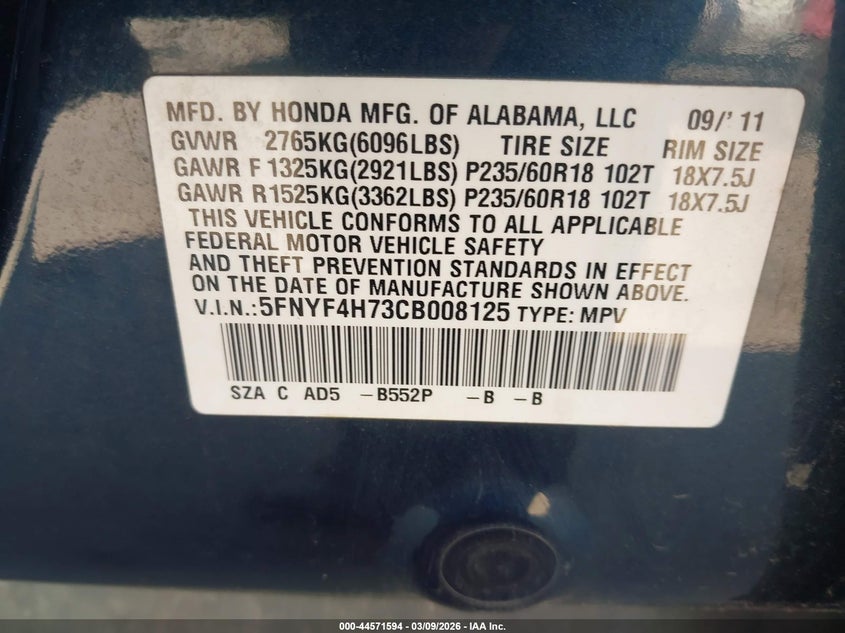 MFD. BY HONDA MFG. OF ALABAMA, LLC 09/' 11
GVWR 2765KG(6096LBS) TIRE SIZE RIM SIZE
GAWR F 1325KG(2921LBS) P235/60R18 102T 18X7.5J
GAWR R1525KG(3362LBS) P235/60R18 102T 18X7.5J
THIS VEHICLE CONFORMS TO ALL APPLICABLE
FEDERAL MOTOR VEHICLE SAFETY
AND THEFT PREVENTION STANDARDS IN EFFECT
ON THE DATE OF MANUFACTURE SHOWN ABOVE.
V.I.N.:5FNYF4H73CB008125 TYPE: MPV
SZA C AD5 -B552P -B -B
000-44571594 - 03/09/2026 - IAA Inc.